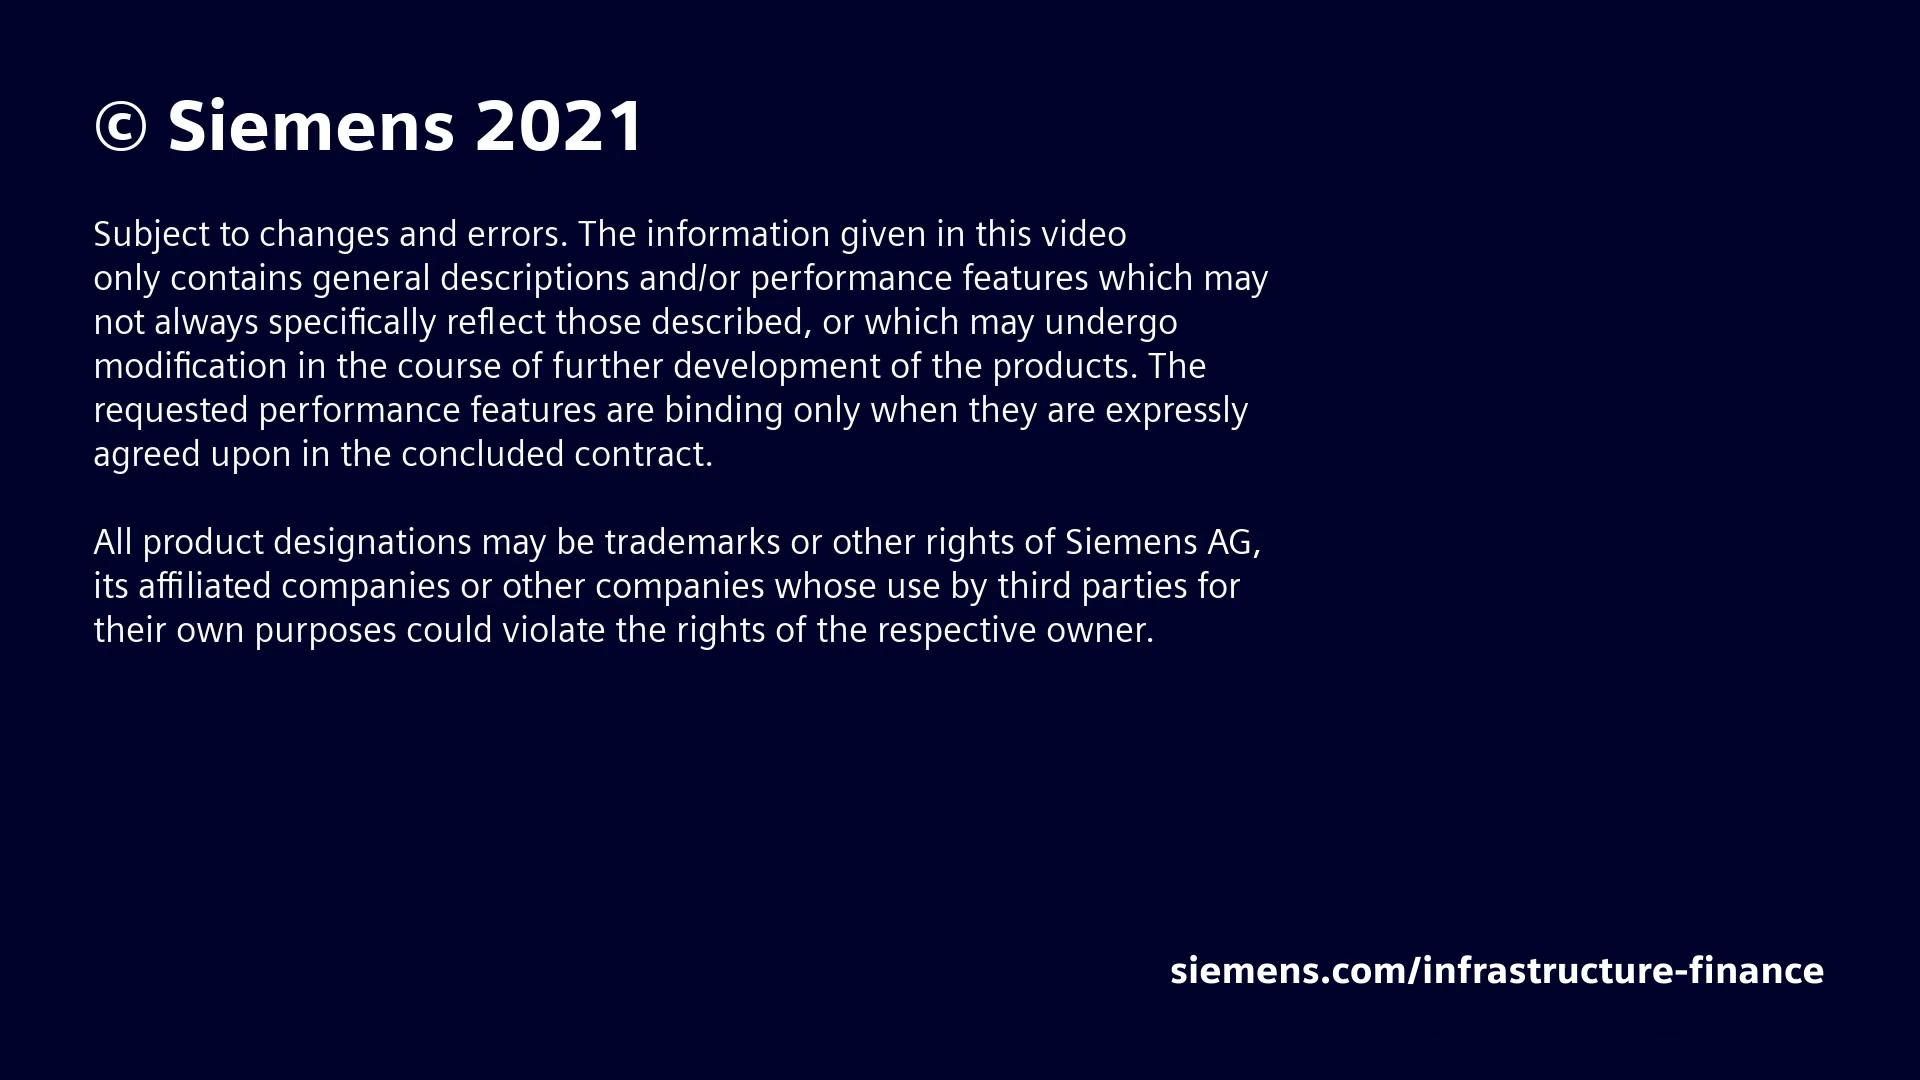 © Siemens 2021
Subject to changes and errors. The information given in this video
only contains general descriptions and/or performance features which may
not always specifically reflect those described, or which may undergo
modification in the course of further development of the products. The
requested performance features are binding only when they are expressly
agreed upon in the concluded contract.
All product designations may be trademarks or other rights of Siemens AG,
its affiliated companies or other companies whose use by third parties for
their own purposes could violate the rights of the respective owner.
siemens.com/infrastructure-finance